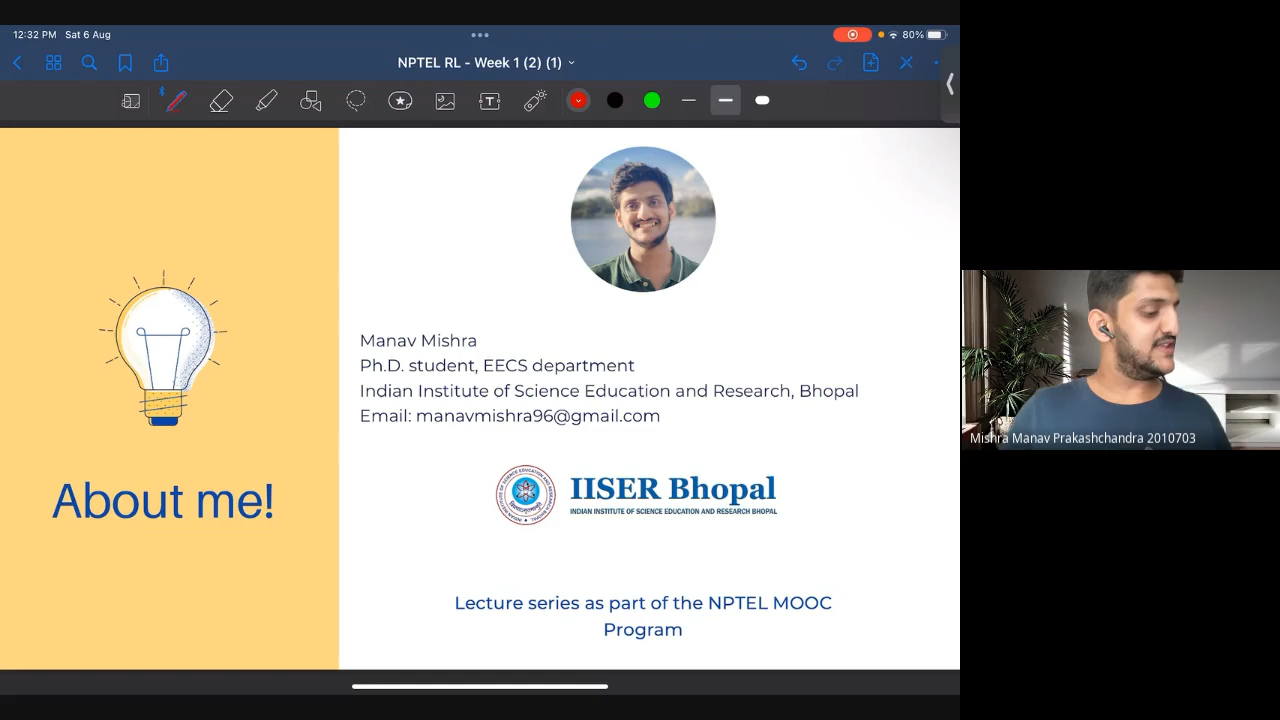 12:32 PM Sat 6 Aug
80%
NPTEL RL - Week 1 (2) (1)
T
About me!
Manav Mishra
Ph.D. student, EECS department
Indian Institute of Science Education and Research, Bhopal
Email: manavmishra96@gmail.com
IISER Bhopal
INDIAN INSTITUTE OF SCIENCE EDUCATION AND RESEARCH BHOPAL
Lecture series as part of the NPTEL MOOC
Program
Mishra Manav Prakashchandra 2010703